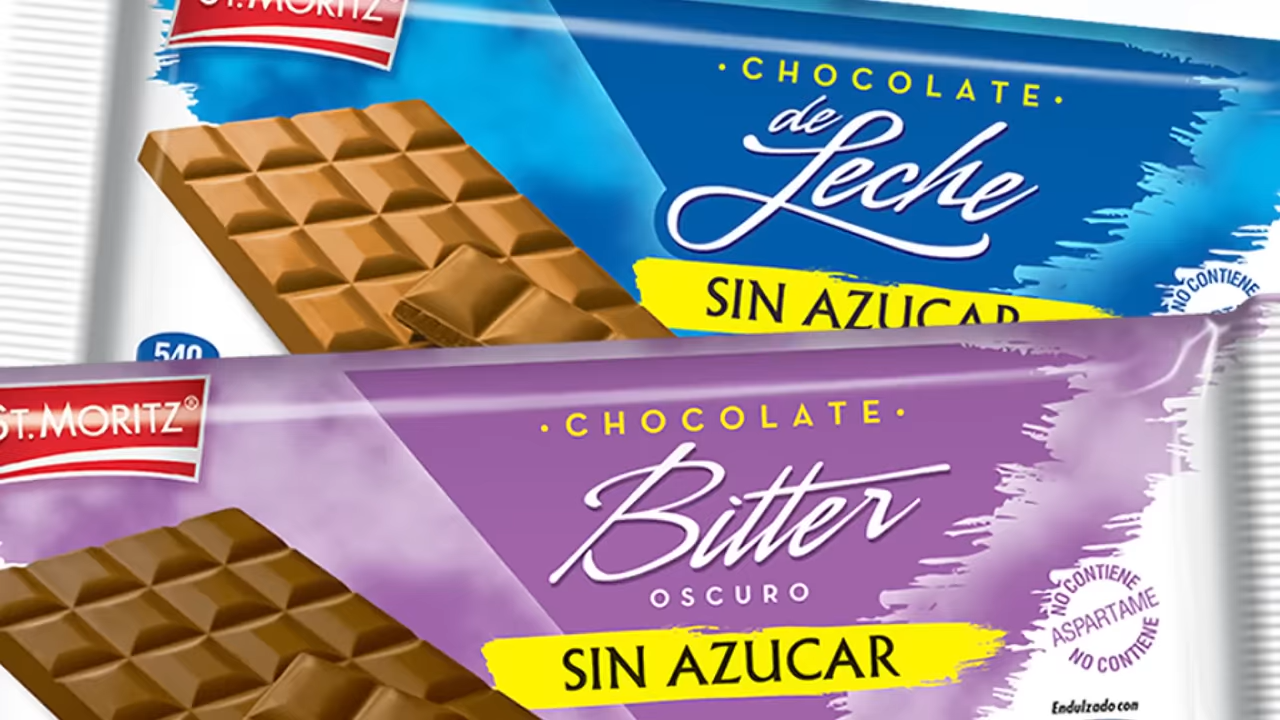 ST.MORITZ®
·CHOCOLATE·
de
Leche
SIN AZUCAR
NO CONTIENE
540
ST.MORITZ®
·CHOCOLATE·
Bitter
OSCURO
SIN AZUCAR
NO CONTIENE
ASPARTAME
NO CONTIENE
Endulzado con